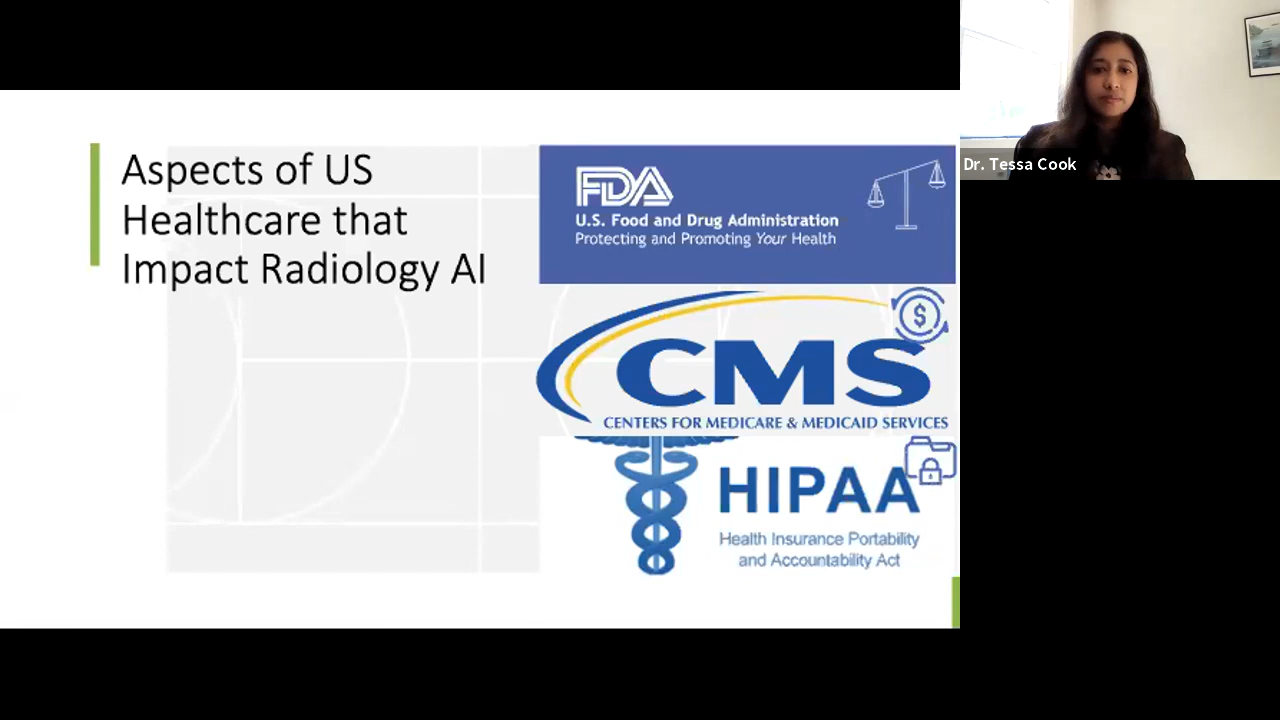 Aspects of US
Healthcare that
Impact Radiology AI
FDA
U.S. Food and Drug Administration
Protecting and Promoting Your Health
$
CMS
CENTERS FOR MEDICARE & MEDICAID SERVICES
HIPAA
Health Insurance Portability
and Accountability Act
Dr. Tessa Cook